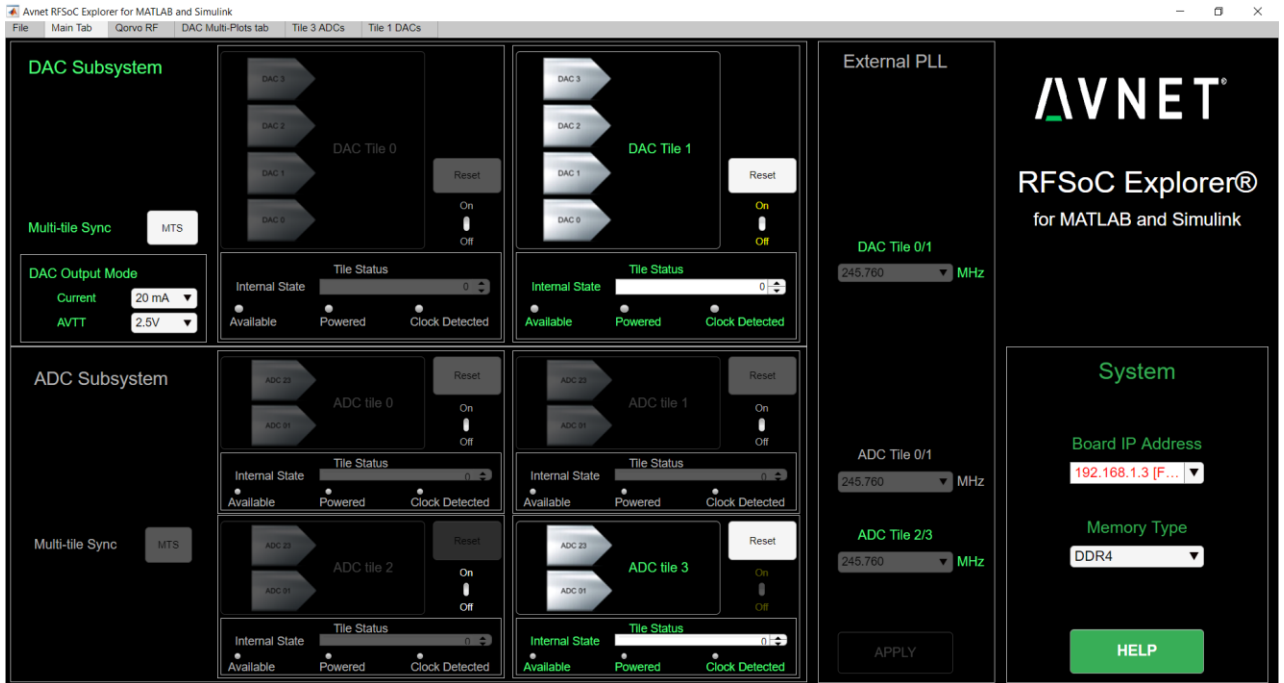 Avnet RFSoC Explorer for MATLAB and Simulink
File Main Tab Qorvo RF DAC Multi-Plots tab Tile 3 ADCs Tile 1 DACs
DAC Subsystem
Multi-tile Sync
MTS
DAC Output Mode
Current 20 mA
AVTT 2.5V
DAC 3
DAC 2
DAC 1
DAC 0
DAC Tile 0
Reset
On
Off
Tile Status
Internal State 0
Available Powered Clock Detected
DAC 3
DAC 2
DAC 1
DAC 0
DAC Tile 1
Reset
On
Off
Tile Status
Internal State 0
Available Powered Clock Detected
ADC Subsystem
Multi-tile Sync
MTS
ADC 23
ADC 01
ADC tile 0
Reset
On
Off
Tile Status
Internal State 0
Available Powered Clock Detected
ADC 23
ADC 01
ADC tile 1
Reset
On
Off
Tile Status
Internal State 0
Available Powered Clock Detected
ADC 23
ADC 01
ADC tile 2
Reset
On
Off
Tile Status
Internal State 0
Available Powered Clock Detected
ADC 23
ADC 01
ADC tile 3
Reset
On
Off
Tile Status
Internal State 0
Available Powered Clock Detected
External PLL
DAC Tile 0/1
245.760 MHz
ADC Tile 0/1
245.760 MHz
ADC Tile 2/3
245.760 MHz
APPLY
AVNET®
RFSoC Explorer®
for MATLAB and Simulink
System
Board IP Address
192.168.1.3 [F...
Memory Type
DDR4
HELP